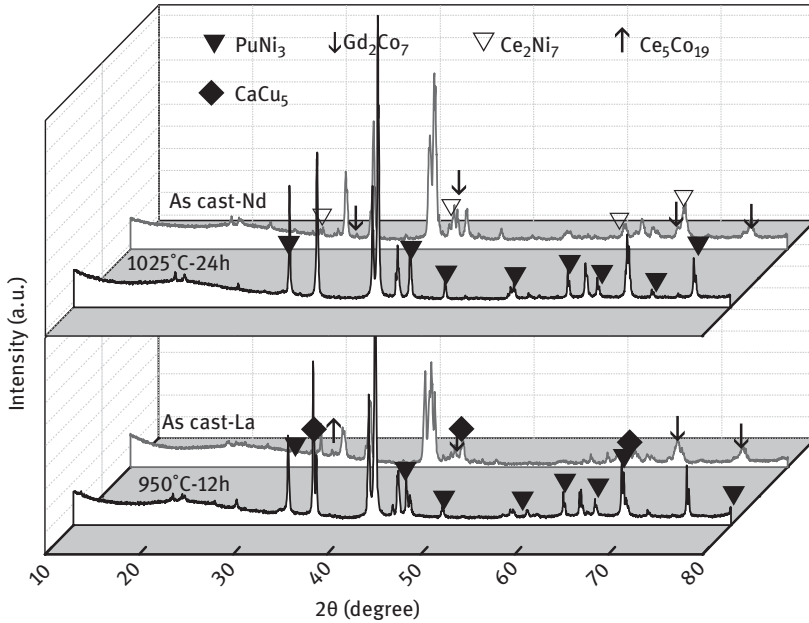 PuNi₃ Gd₂Co₇ Ce₂Ni₇ Ce₅Co₁₉
CaCu₅
As cast-Nd
1025°C-24h
Intensity (a.u.)
As cast-La
950°C-12h
10 20 30 40 50 60 70 80
2θ (degree)